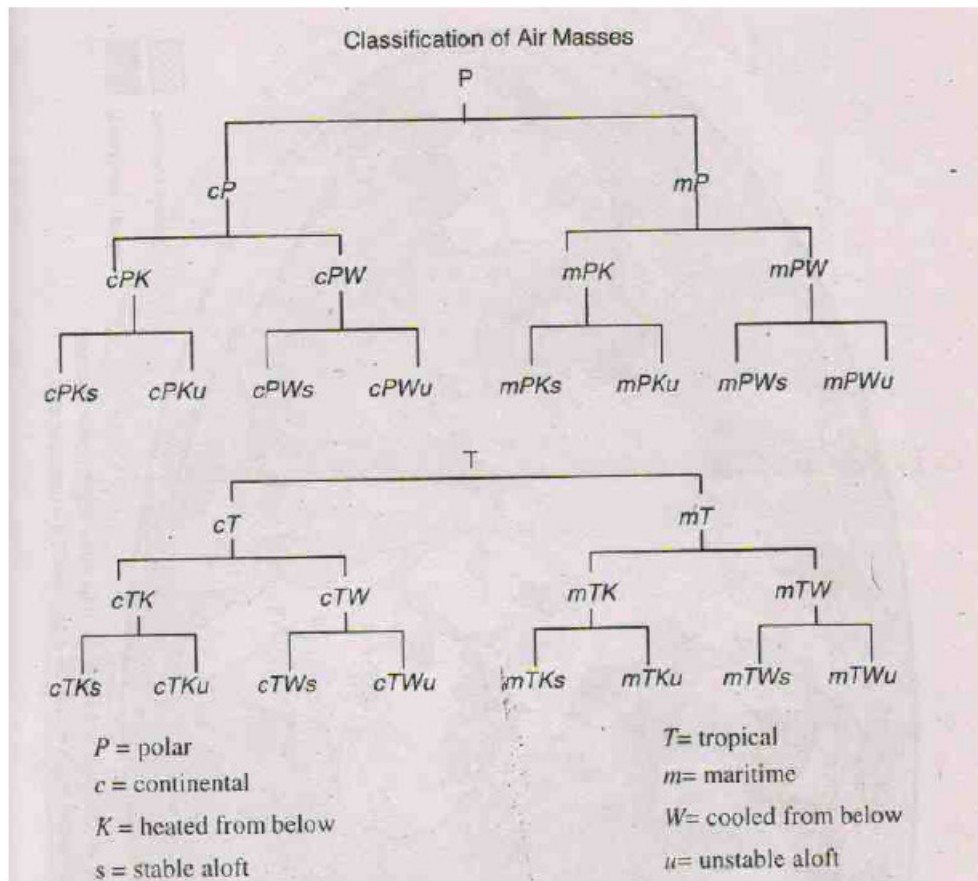 Classification of Air Masses
P
cP mP
cPK cPW mPK mPW
cPKs cPKu cPWs cPWu mPKs mPKu mPWs mPWu
T
cT mT
cTK cTW mTK mTW
cTKs cTKu cTWs cTWu mTKs mTKu mTWs mTWu
P = polar T= tropical
c = continental m= maritime
K = heated from below W= cooled from below
s = stable aloft u= unstable aloft